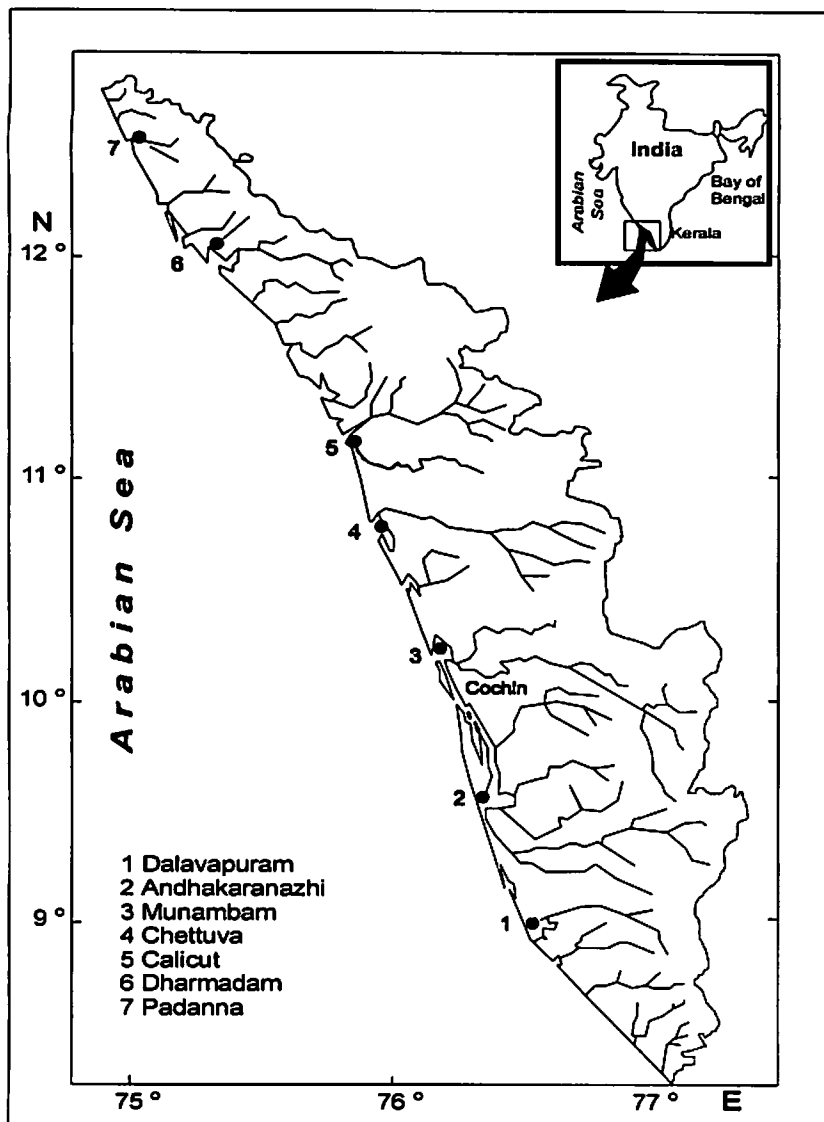 India
Arabian
Sea
Bay of
Bengal
Kerala
N
12°
11°
10°
9°
Arabian Sea
7
6
5
4
3
Cochin
2
1
1 Dalavapuram
2 Andhakaranazhi
3 Munambam
4 Chettuva
5 Calicut
6 Dharmadam
7 Padanna
75°
76°
77°
E